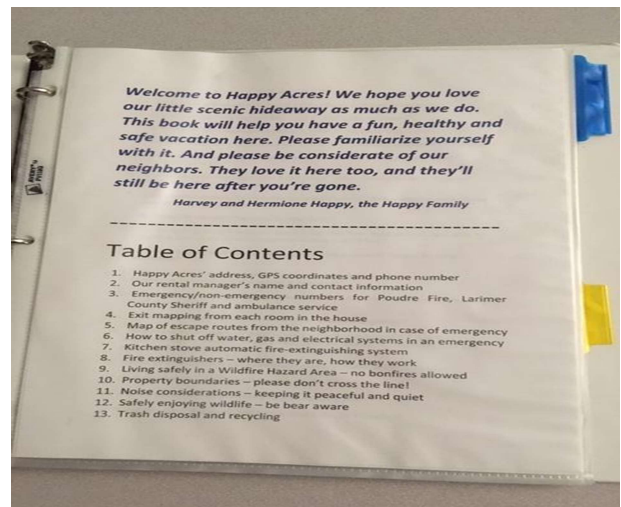 Welcome to Happy Acres! We hope you love
our little scenic hideaway as much as we do.
This book will help you have a fun, healthy and
safe vacation here. Please familiarize yourself
with it. And please be considerate of our
neighbors. They love it here too, and they'll
still be here after you're gone.
Harvey and Hermione Happy, the Happy Family
Table of Contents
1. Happy Acres' address, GPS coordinates and phone number
2. Our rental manager's name and contact information
3. Emergency/non-emergency numbers for Poudre Fire, Larimer
County Sheriff and ambulance service
4. Exit mapping from each room in the house
5. Map of escape routes from the neighborhood in case of emergency
6. How to shut off water, gas and electrical systems in an emergency
7. Kitchen stove automatic fire-extinguishing system
8. Fire extinguishers – where they are, how they work
9. Living safely in a Wildfire Hazard Area – no bonfires allowed
10. Property boundaries – please don't cross the line!
11. Noise considerations – keeping it peaceful and quiet
12. Safely enjoying wildlife – be bear aware
13. Trash disposal and recycling
AVERY